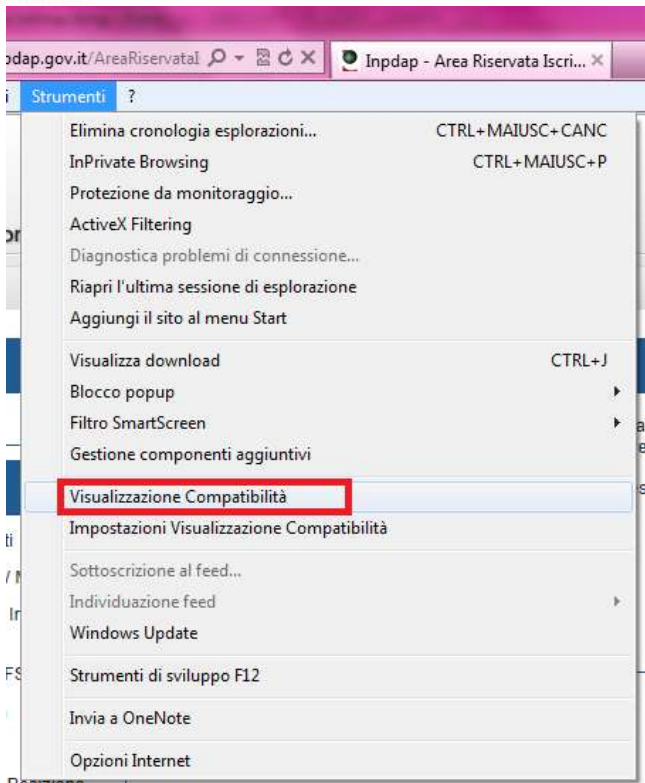 pdap.gov.it/AreaRiservataI
Inpdap - Area Riservata Iscri...
Strumenti ?
Elimina cronologia esplorazioni... CTRL+MAIUSC+CANC
InPrivate Browsing CTRL+MAIUSC+P
Protezione da monitoraggio...
ActiveX Filtering
Diagnostica problemi di connessione...
Riapri l'ultima sessione di esplorazione
Aggiungi il sito al menu Start
Visualizza download CTRL+J
Blocco popup
Filtro SmartScreen
Gestione componenti aggiuntivi
Visualizzazione Compatibilità
Impostazioni Visualizzazione Compatibilità
Sottoscrizione al feed...
Individuazione feed
Windows Update
Strumenti di sviluppo F12
Invia a OneNote
Opzioni Internet